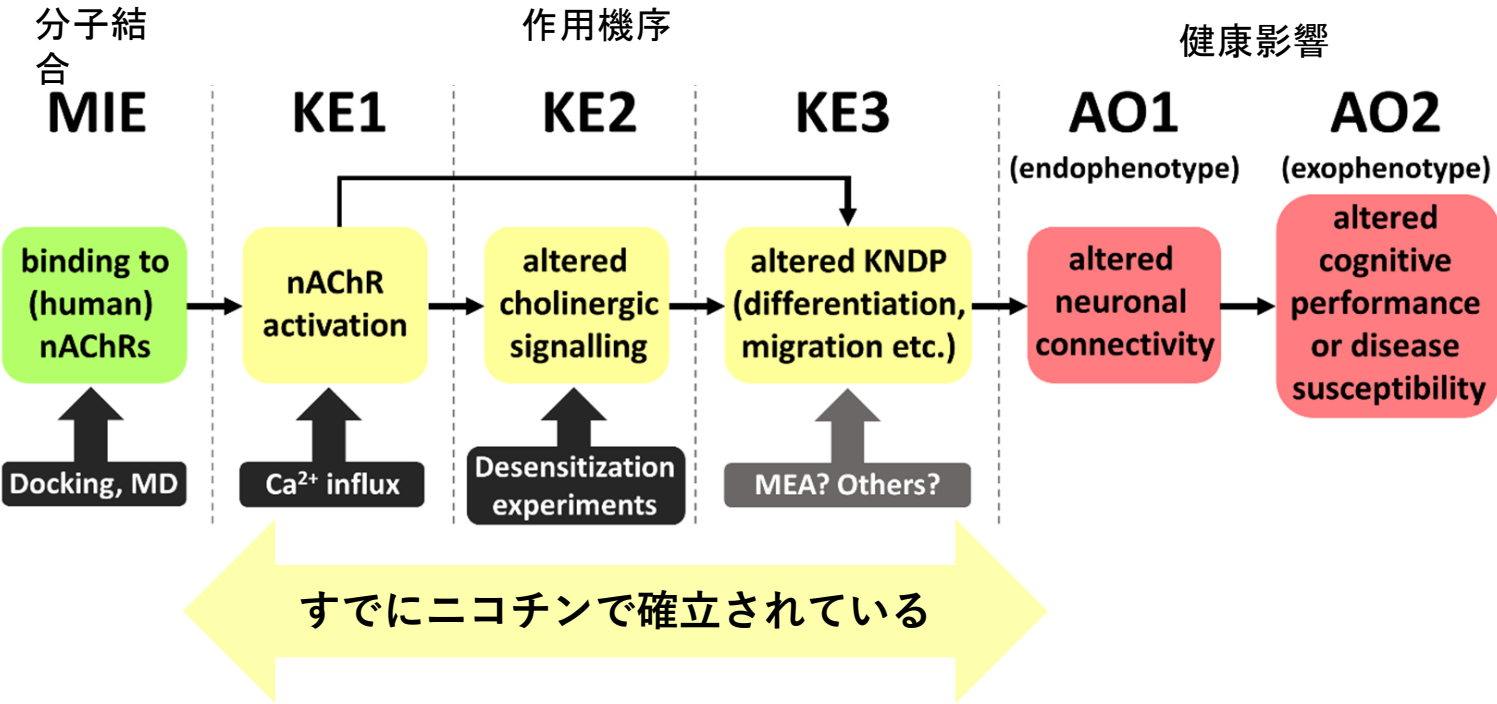 分子結
合
作用機序
健康影響
MIE
KE1
KE2
KE3
AO1
AO2
(endophenotype)
(exophenotype)
binding to
(human)
nAChRs
nAChR
activation
altered
cholinergic
signalling
altered KNDP
(differentiation,
migration etc.)
altered
neuronal
connectivity
altered
cognitive
performance
or disease
susceptibility
Docking, MD
Ca²⁺ influx
Desensitization
experiments
MEA? Others?
すでにニコチンで確立されている